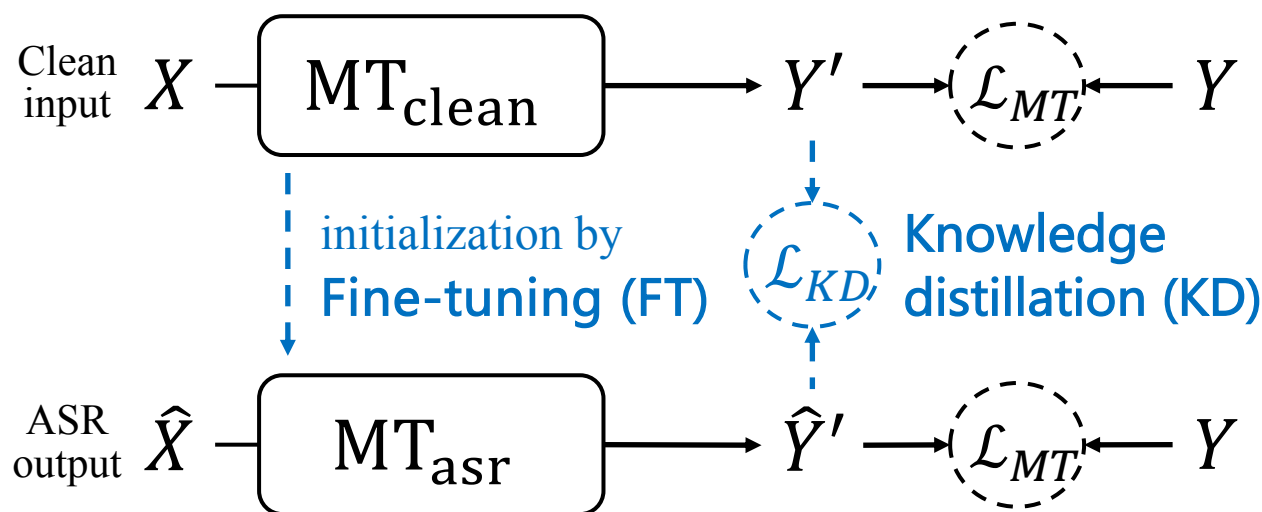 Clean input X MT_clean Y′ ℒ_MT Y
initialization by
Fine-tuning (FT)
ℒ_KD
Knowledge
distillation (KD)
ASR output X̂ MT_asr Ŷ′ ℒ_MT Y